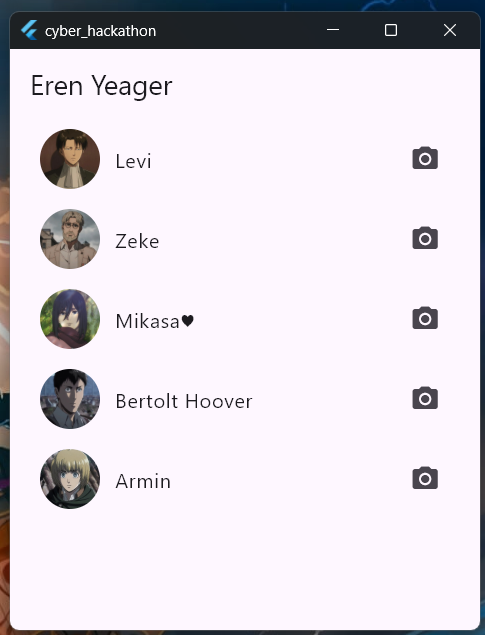 cyber_hackathon
Eren Yeager
Levi
Zeke
Mikasa♥
Bertolt Hoover
Armin